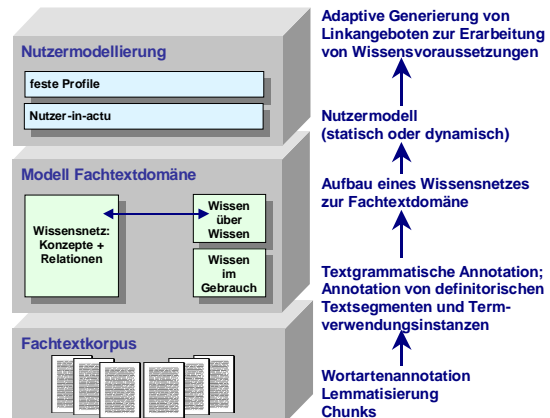 Nutzermodellierung
feste Profile
Nutzer-in-actu
Modell Fachtextdomäne
Wissensnetz:
Konzepte +
Relationen
Wissen
über
Wissen
Wissen
im
Gebrauch
Fachtextkorpus
Adaptive Generierung von
Linkangeboten zur Erarbeitung
von Wissensvoraussetzungen
Nutzermodell
(statisch oder dynamisch)
Aufbau eines Wissensnetzes
zur Fachtextdomäne
Textgrammatische Annotation;
Annotation von definitorischen
Textsegmenten und Term-
verwendungsinstanzen
Wortartenannotation
Lemmatisierung
Chunks